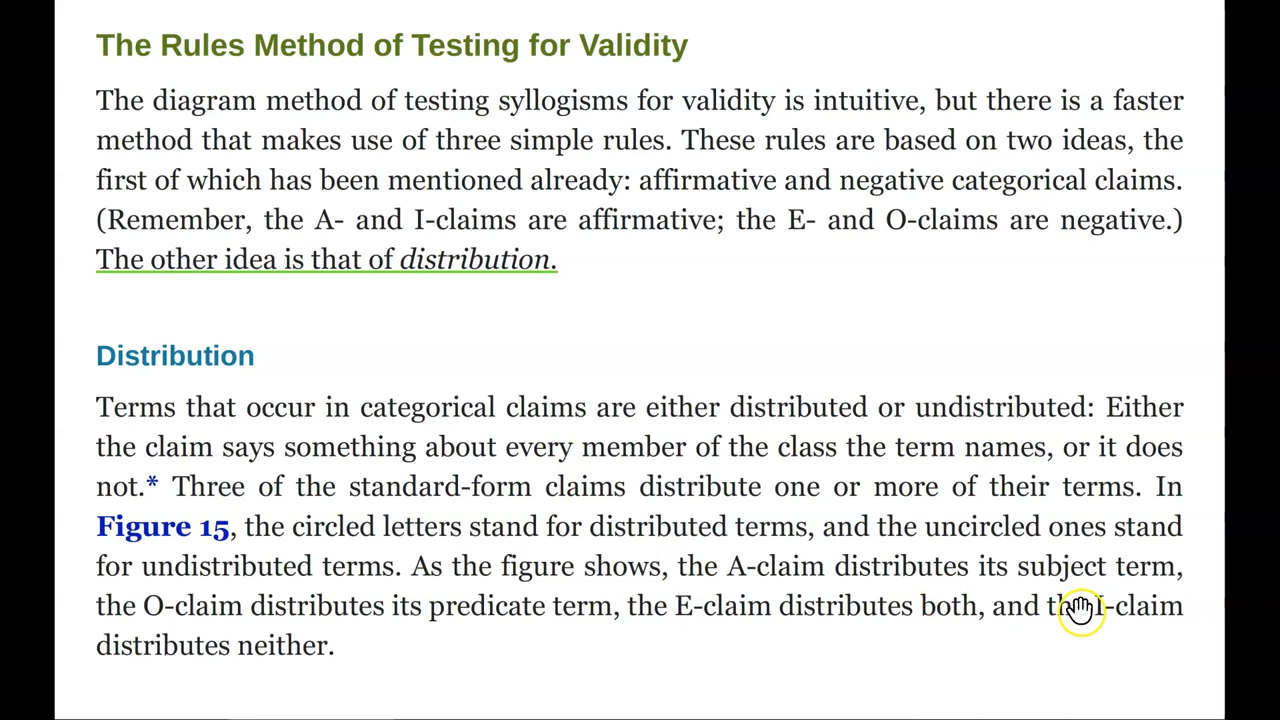 The Rules Method of Testing for Validity
The diagram method of testing syllogisms for validity is intuitive, but there is a faster
method that makes use of three simple rules. These rules are based on two ideas, the
first of which has been mentioned already: affirmative and negative categorical claims.
(Remember, the A- and I-claims are affirmative; the E- and O-claims are negative.)
The other idea is that of distribution.
Distribution
Terms that occur in categorical claims are either distributed or undistributed: Either
the claim says something about every member of the class the term names, or it does
not.* Three of the standard-form claims distribute one or more of their terms. In
Figure 15, the circled letters stand for distributed terms, and the uncircled ones stand
for undistributed terms. As the figure shows, the A-claim distributes its subject term,
the O-claim distributes its predicate term, the E-claim distributes both, and the I-claim
distributes neither.